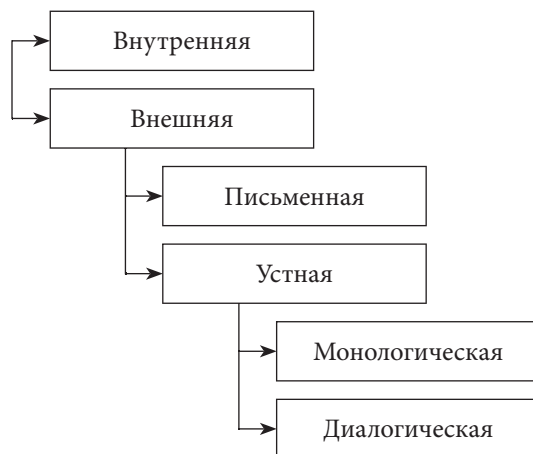 Внутренняя
Внешняя
Письменная
Устная
Монологическая
Диалогическая